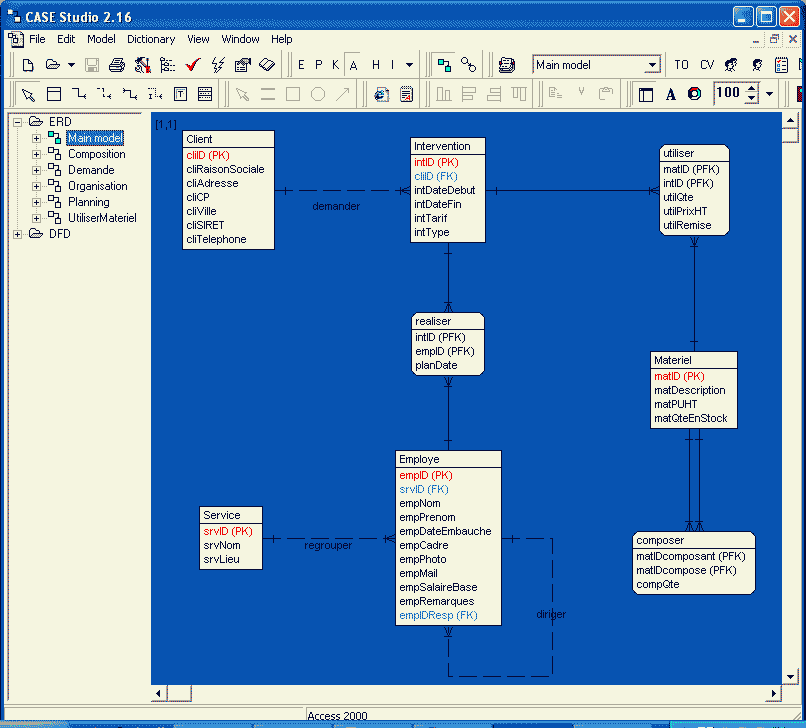 CASE Studio 2.16
File Edit Model Dictionary View Window Help
Main model
TO CV
E P K A H I
T
A 100
ERD
Main model
Composition
Demande
Organisation
Planning
UtiliserMateriel
DFD
[1,1]
Client
cliID (PK)
cliRaisonSociale
cliAdresse
cliCP
cliVille
cliSIRET
cliTelephone
demander
Intervention
intID (PK)
cliID (FK)
intDateDebut
intDateFin
intTarif
intType
utiliser
matID (PFK)
intID (PFK)
utilQte
utilPrixHT
utilRemise
realiser
intID (PFK)
empID (PFK)
planDate
Materiel
matID (PK)
matDescription
matPUHT
matQteEnStock
Employe
empID (PK)
srvID (FK)
empNom
empPrenom
empDateEmbauche
empCadre
empPhoto
empMail
empSalaireBase
empRemarques
empIDResp (FK)
Service
srvID (PK)
srvNom
srvLieu
regrouper
diriger
composer
matIDcomposant (PFK)
matIDcompose (PFK)
compQte
Access 2000